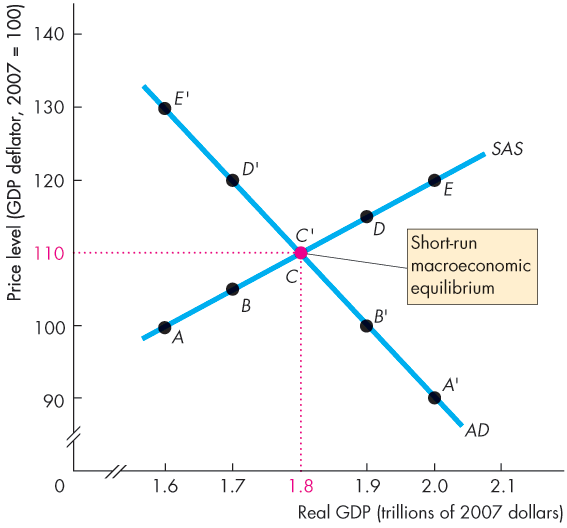 Price level (GDP deflator, 2007 = 100)
140
130
120
110
100
90
0
E'
D'
C'
C
B
A
SAS
E
D
Short-run
macroeconomic
equilibrium
B'
A'
AD
1.6
1.7
1.8
1.9
2.0
2.1
Real GDP (trillions of 2007 dollars)